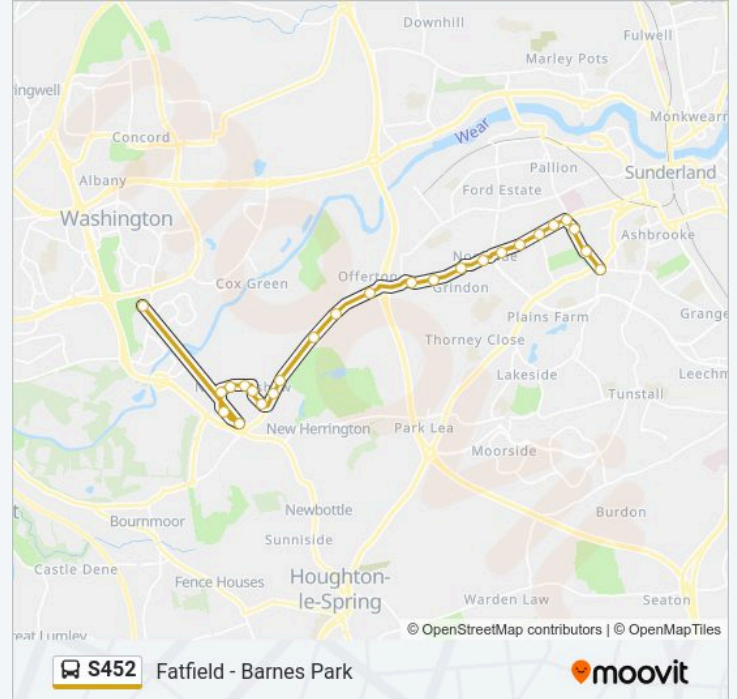 Downhill
Fulwell
Marley Pots
ingwell
Monkwearn
Concord
Wear
Pallion
Albany
Sunderland
Ford Estate
Washington
Ashbrooke
Cox Green
Offerton
Grindon
Plains Farm
Grange
Thorney Close
Lakeside
Leechm
Tunstall
New Herrington
Park Lea
Moorside
Newbottle
Bournmoor
Burdon
Sunniside
Castle Dene
Houghton-
Fence Houses
le-Spring
Warden Law
Seaton
reat Lumley
© OpenStreetMap contributors | © OpenMapTiles
S452 Fatfield - Barnes Park
moovit